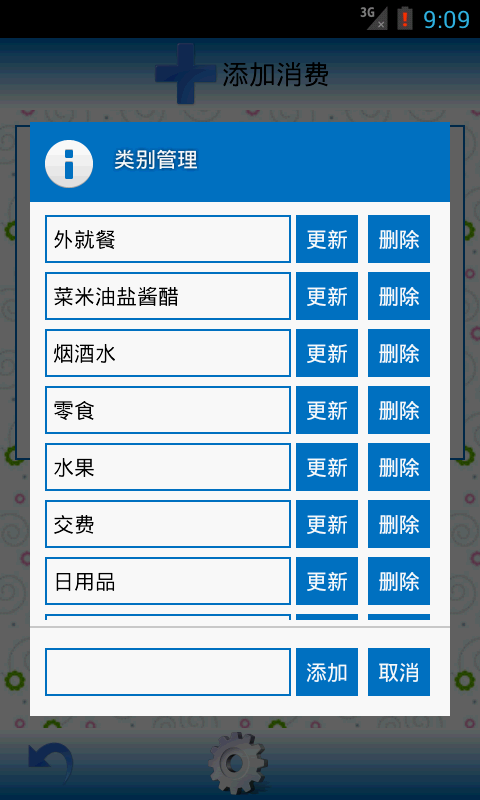 3G 9:09
添加消费
类别管理
外就餐 更新 删除
菜米油盐酱醋 更新 删除
烟酒水 更新 删除
零食 更新 删除
水果 更新 删除
交费 更新 删除
日用品 更新 删除
添加 取消